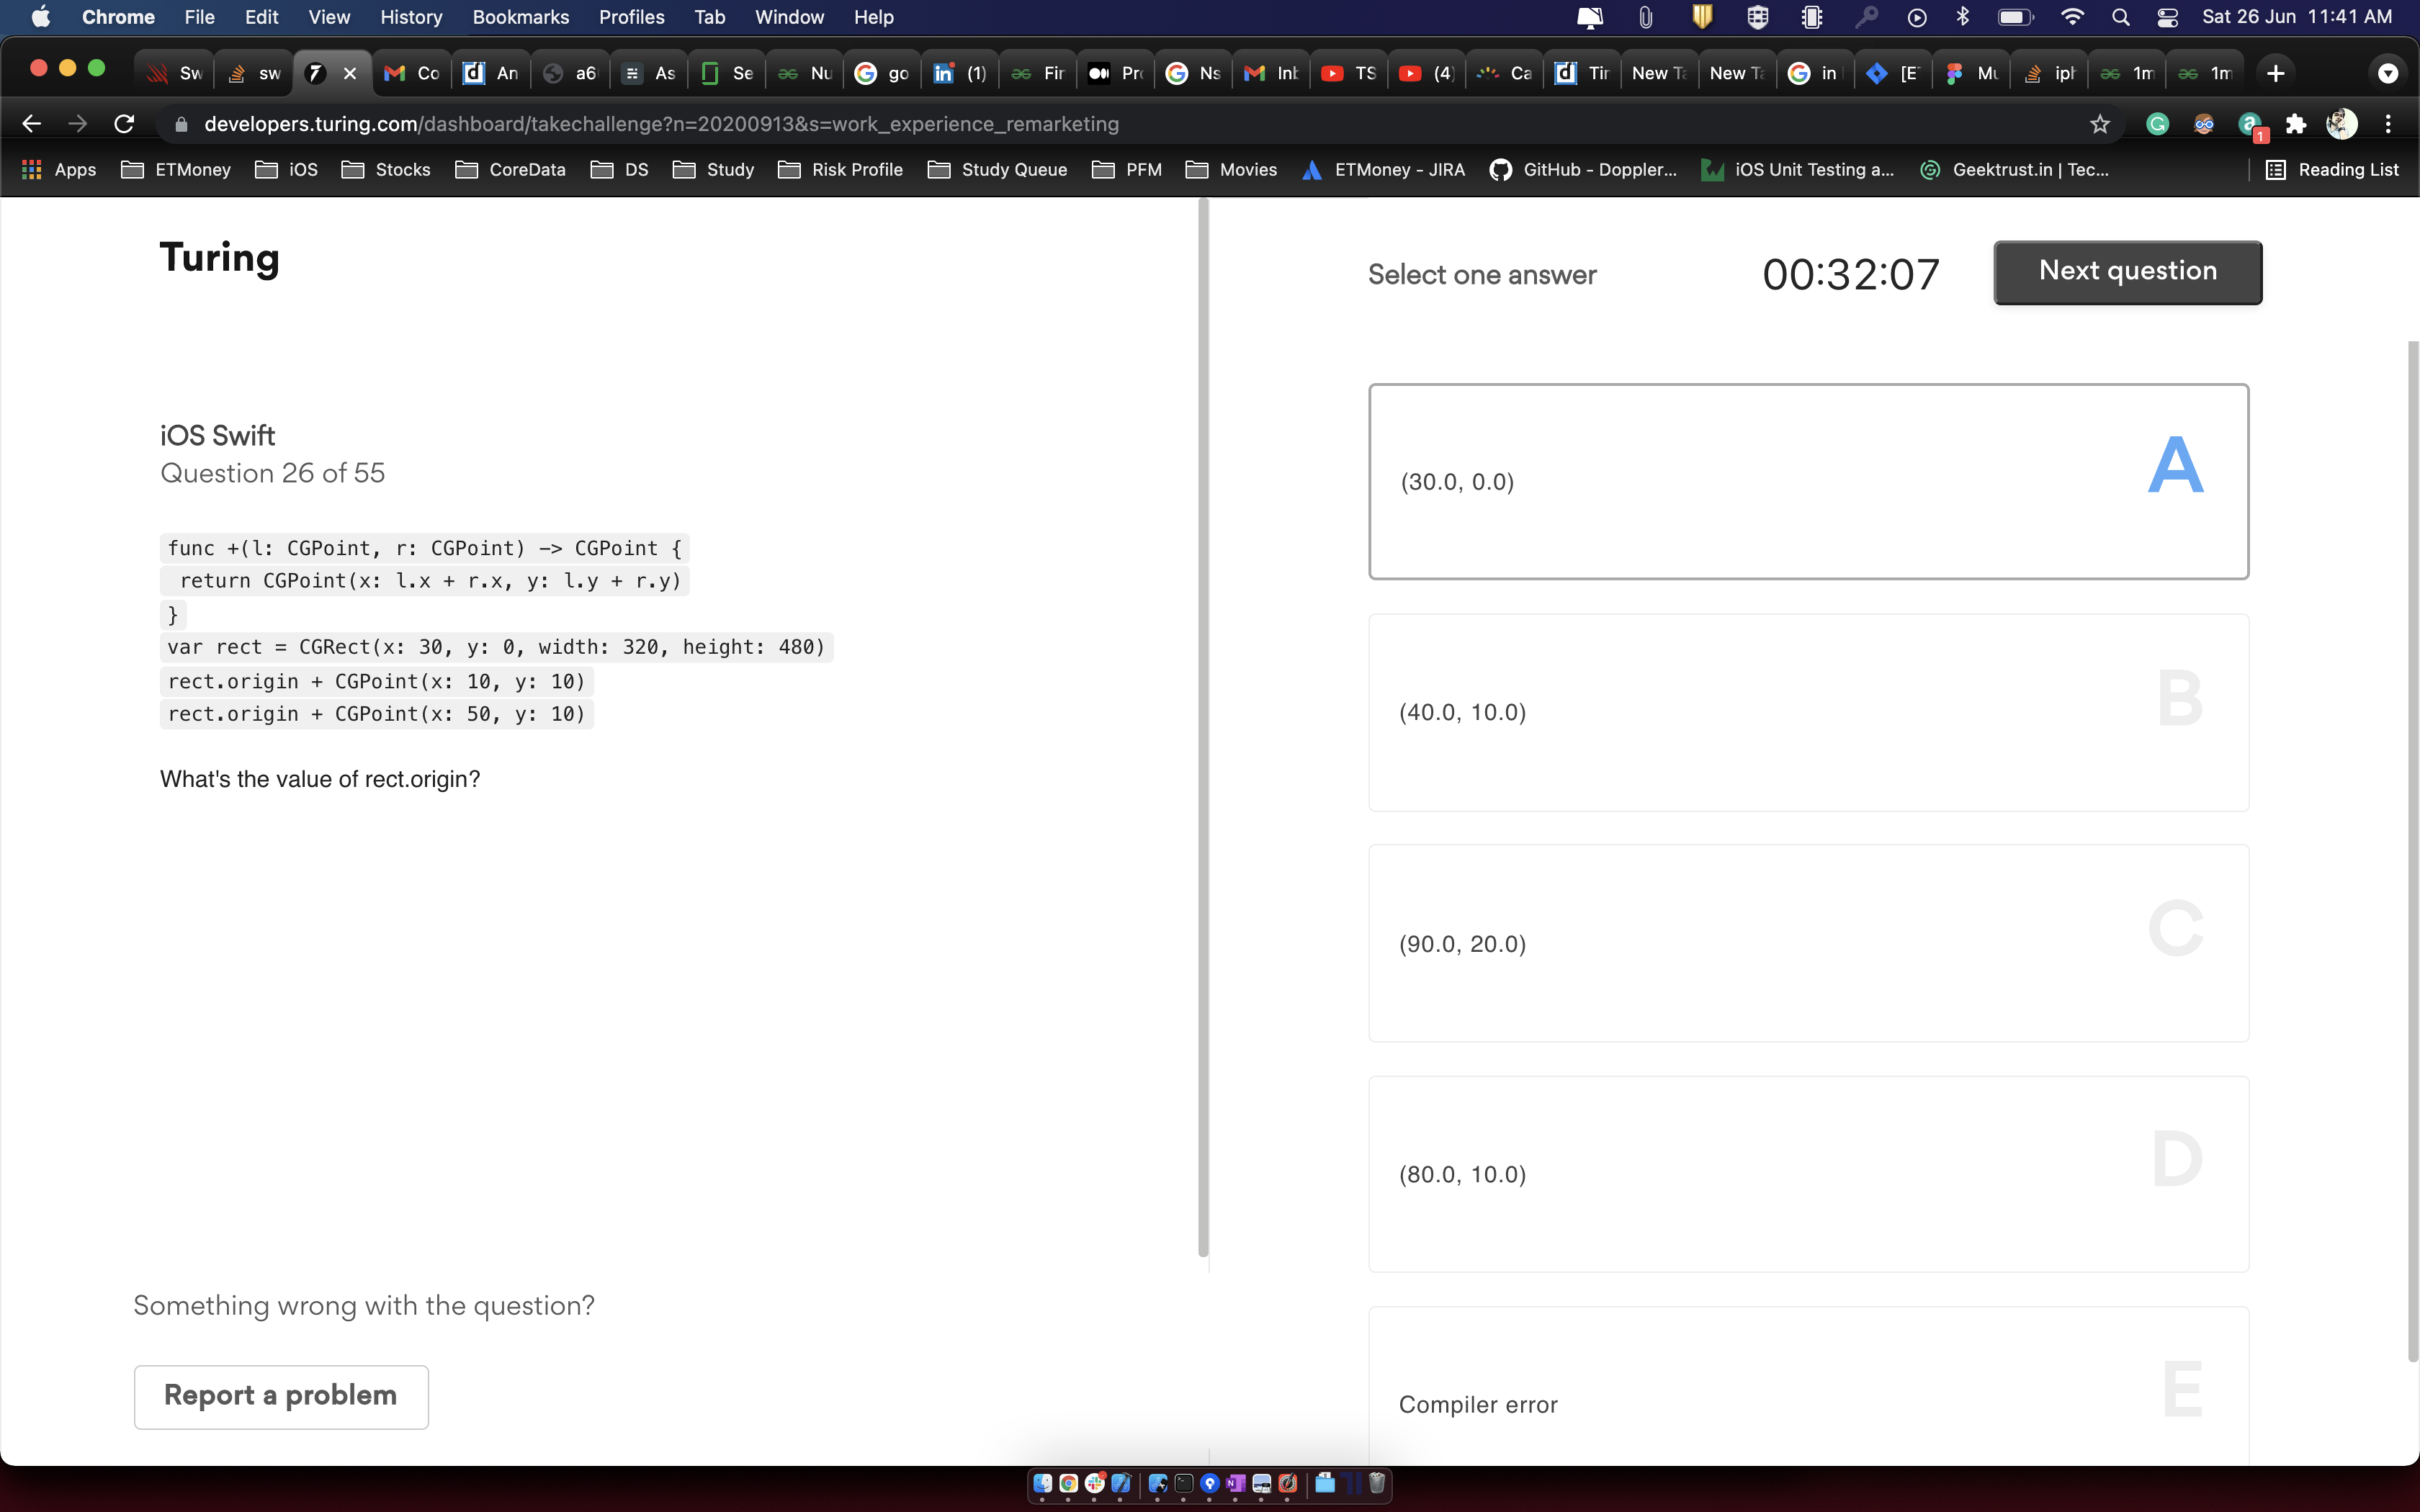 Chrome File Edit View History Bookmarks Profiles Tab Window Help Sat 26 Jun 11:41 AM
Sw sw Co An a6 As Se Nu go (1) Fir Pro Ns Inb TS (4) Ca Tir New Ta New Ta in [E Mu iph 1m 1m
developers.turing.com/dashboard/takechallenge?n=20200913&s=work_experience_remarketing 1
Apps ETMoney iOS Stocks CoreData DS Study Risk Profile Study Queue PFM Movies ETMoney - JIRA GitHub - Doppler... iOS Unit Testing a... Geektrust.in | Tec... Reading List
Turing
iOS Swift
Question 26 of 55
func +(l: CGPoint, r: CGPoint) -> CGPoint {
return CGPoint(x: l.x + r.x, y: l.y + r.y)
}
var rect = CGRect(x: 30, y: 0, width: 320, height: 480)
rect.origin + CGPoint(x: 10, y: 10)
rect.origin + CGPoint(x: 50, y: 10)
What's the value of rect.origin?
Something wrong with the question?
Report a problem
Select one answer 00:32:07 Next question
(30.0, 0.0) A
(40.0, 10.0) B
(90.0, 20.0) C
(80.0, 10.0) D
Compiler error E